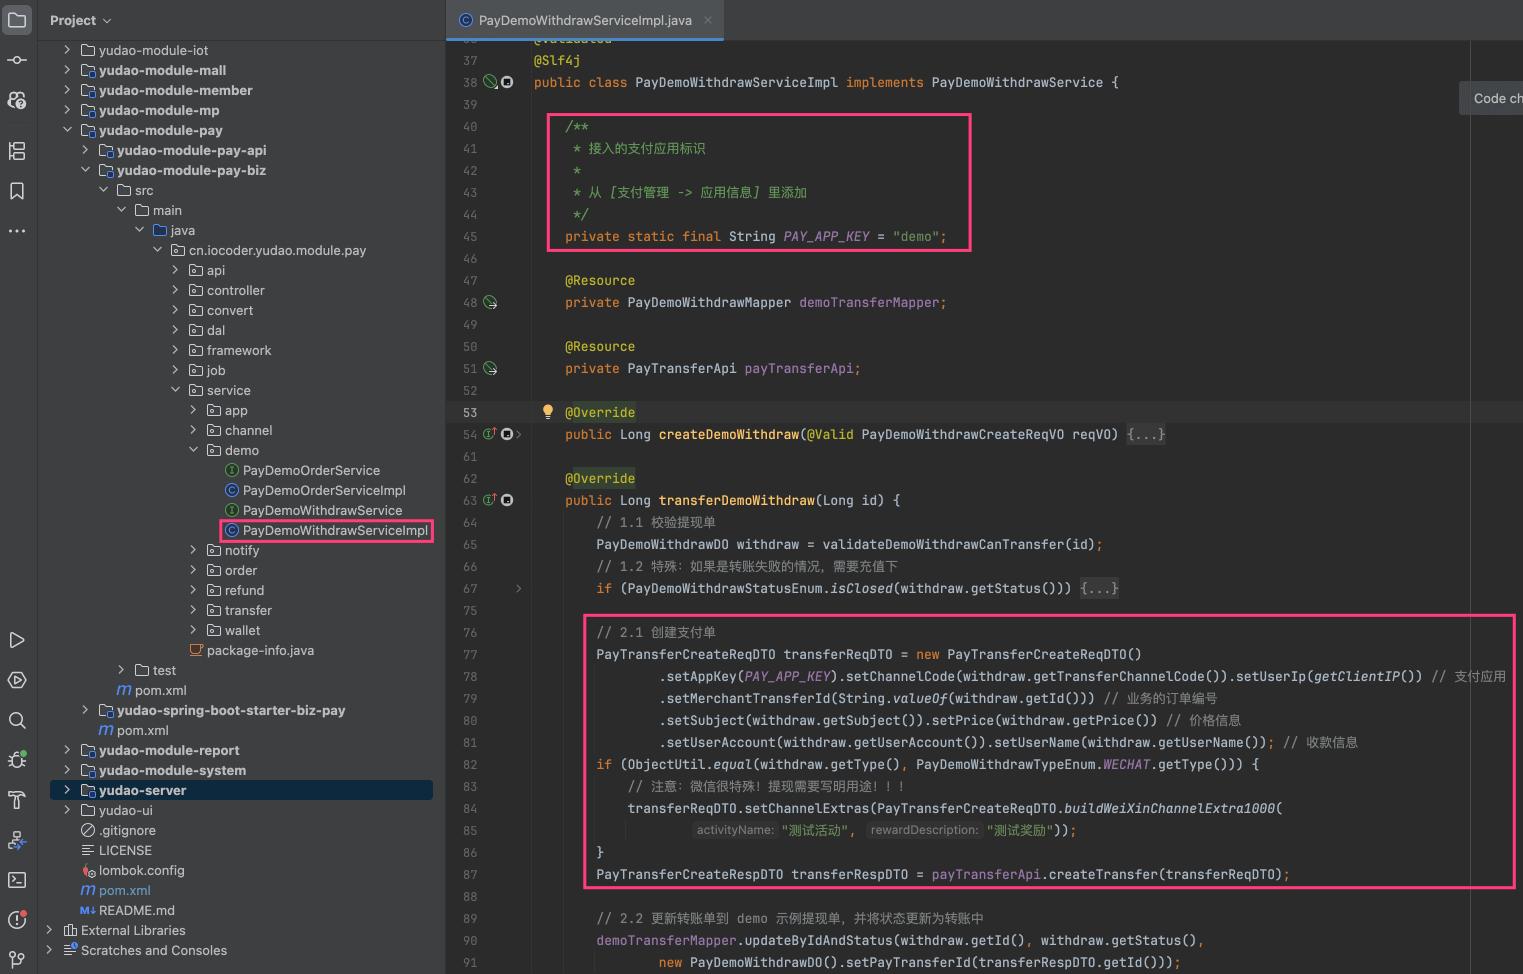 Project
yudao-module-iot
yudao-module-mall
yudao-module-member
yudao-module-mp
yudao-module-pay
yudao-module-pay-api
yudao-module-pay-biz
src
main
java
cn.iocoder.yudao.module.pay
api
controller
convert
dal
framework
job
service
app
channel
demo
PayDemoOrderService
PayDemoOrderServiceImpl
PayDemoWithdrawService
PayDemoWithdrawServiceImpl
notify
order
refund
transfer
wallet
package-info.java
test
pom.xml
yudao-spring-boot-starter-biz-pay
pom.xml
yudao-module-report
yudao-module-system
yudao-server
yudao-ui
.gitignore
LICENSE
lombok.config
pom.xml
README.md
External Libraries
Scratches and Consoles
PayDemoWithdrawServiceImpl.java
Code ch
37 @Slf4j
38 public class PayDemoWithdrawServiceImpl implements PayDemoWithdrawService {
39
40 /**
41 * 接入的支付应用标识
42 *
43 * 从 [支付管理 -> 应用信息] 里添加
44 */
45 private static final String PAY_APP_KEY = "demo";
46
47 @Resource
48 private PayDemoWithdrawMapper demoTransferMapper;
49
50 @Resource
51 private PayTransferApi payTransferApi;
52
53 @Override
54 public Long createDemoWithdraw(@Valid PayDemoWithdrawCreateReqVO reqVO) {...}
61
62 @Override
63 public Long transferDemoWithdraw(Long id) {
64 // 1.1 校验提现单
65 PayDemoWithdrawDO withdraw = validateDemoWithdrawCanTransfer(id);
66 // 1.2 特殊：如果是转账失败的情况，需要充值下
67 if (PayDemoWithdrawStatusEnum.isClosed(withdraw.getStatus())) {...}
75
76 // 2.1 创建支付单
77 PayTransferCreateReqDTO transferReqDTO = new PayTransferCreateReqDTO()
78 .setAppKey(PAY_APP_KEY).setChannelCode(withdraw.getTransferChannelCode()).setUserIp(getClientIP()) // 支付应用
79 .setMerchantTransferId(String.valueOf(withdraw.getId())) // 业务的订单编号
80 .setSubject(withdraw.getSubject()).setPrice(withdraw.getPrice()) // 价格信息
81 .setUserAccount(withdraw.getUserAccount()).setUserName(withdraw.getUserName()); // 收款信息
82 if (ObjectUtil.equal(withdraw.getType(), PayDemoWithdrawTypeEnum.WECHAT.getType())) {
83 // 注意：微信很特殊！提现需要写明用途！！！
84 transferReqDTO.setChannelExtras(PayTransferCreateReqDTO.buildWeiXinChannelExtra1000(
85 activityName: "测试活动", rewardDescription: "测试奖励"));
86 }
87 PayTransferCreateRespDTO transferRespDTO = payTransferApi.createTransfer(transferReqDTO);
88
89 // 2.2 更新转账单到 demo 示例提现单，并将状态更新为转账中
90 demoTransferMapper.updateByIdAndStatus(withdraw.getId(), withdraw.getStatus(),
91 new PayDemoWithdrawDO().setPayTransferId(transferRespDTO.getId()));